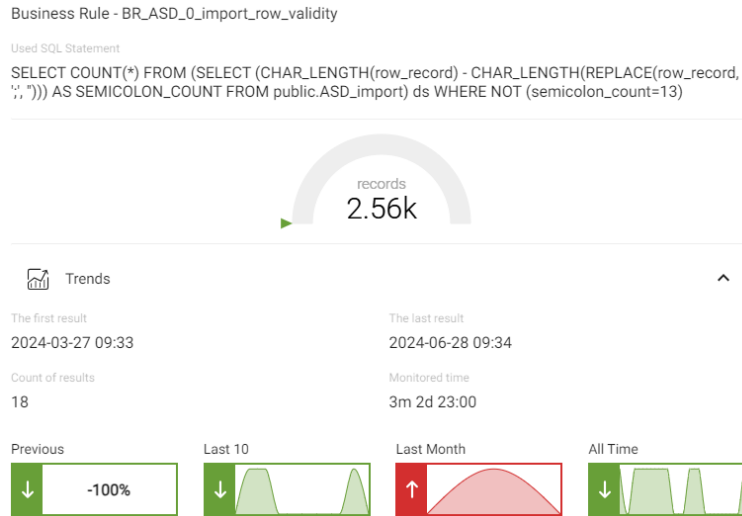 Business Rule - BR_ASD_0_import_row_validity
Used SQL Statement
SELECT COUNT(*) FROM (SELECT (CHAR_LENGTH(row_record) - CHAR_LENGTH(REPLACE(row_record,
';', ''))) AS SEMICOLON_COUNT FROM public.ASD_import) ds WHERE NOT (semicolon_count=13)
records
2.56k
Trends
The first result
The last result
2024-03-27 09:33
2024-06-28 09:34
Count of results
Monitored time
18
3m 2d 23:00
Previous
Last 10
Last Month
All Time
-100%